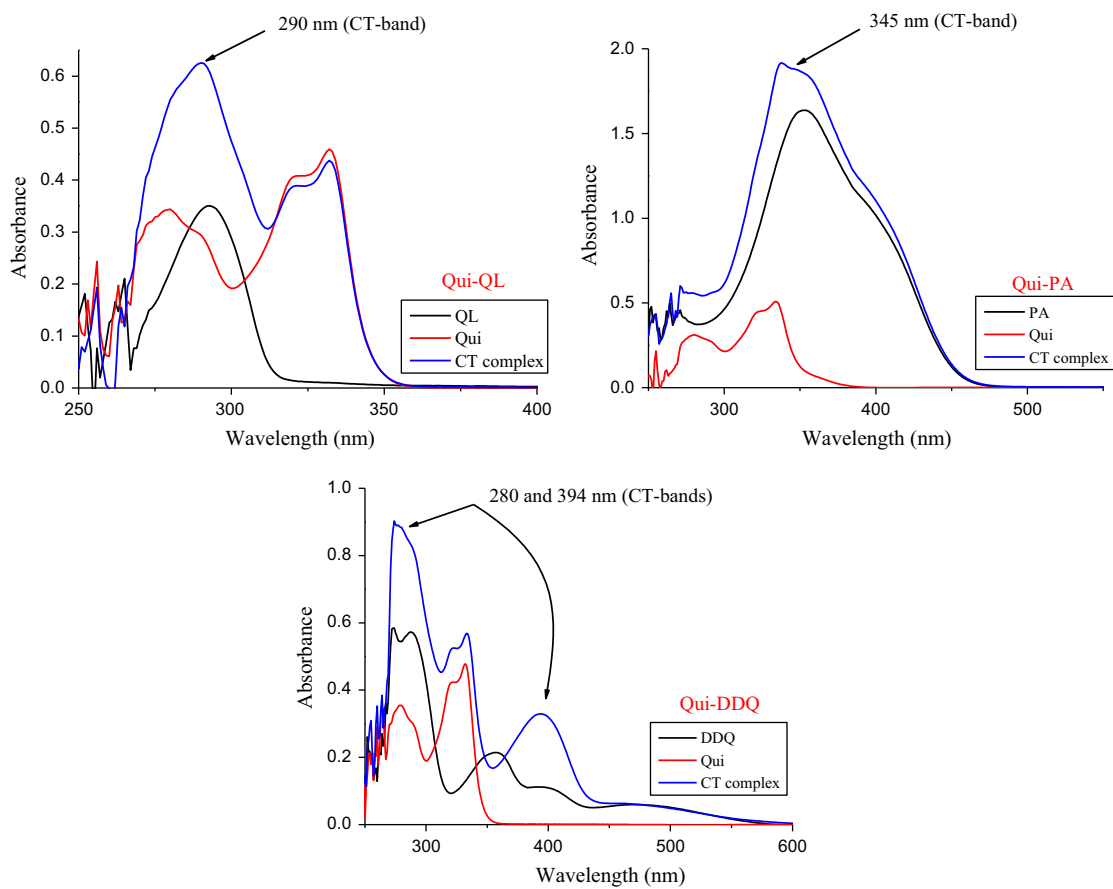 290 nm (CT-band)
0.6
0.5
0.4
0.3
0.2
0.1
0.0
Absorbance
Qui-QL
QL
Qui
CT complex
250
300
350
400
Wavelength (nm)
345 nm (CT-band)
2.0
1.5
1.0
0.5
0.0
Absorbance
Qui-PA
PA
Qui
CT complex
300
400
500
Wavelength (nm)
280 and 394 nm (CT-bands)
1.0
0.8
0.6
0.4
0.2
0.0
Absorbance
Qui-DDQ
DDQ
Qui
CT complex
300
400
500
600
Wavelength (nm)